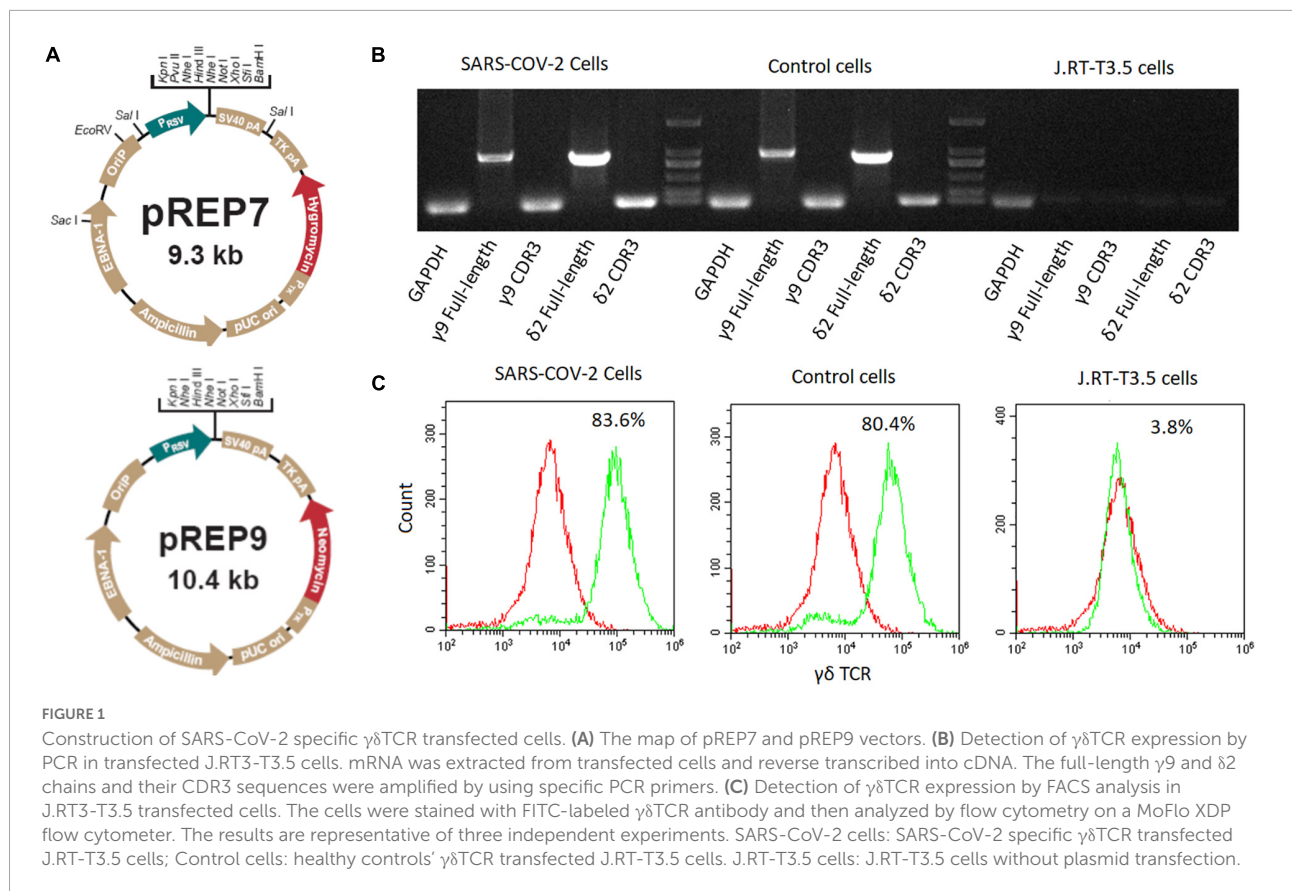 A
Kpn I
Pvu II
Nhe I
Hind III
Nhe I
Not I
Xho I
Sfi I
BamH I
Sal I
PRSV
SV40 pA
Sal I
EcoRV
OriP
TK pA
pREP7
9.3 kb
Hygromycin
Sac I
EBNA-1
PTK
Ampicillin
pUC ori
Kpn I
Nhe I
Hind III
Nhe I
Not I
Xho I
Sfi I
BamH I
PRSV
SV40 pA
OriP
TK pA
pREP9
10.4 kb
Neomycin
EBNA-1
PTK
Ampicillin
pUC ori
B
SARS-COV-2 Cells
Control cells
J.RT-T3.5 cells
GAPDH
γ9 Full-length
γ9 CDR3
δ2 Full-length
δ2 CDR3
GAPDH
γ9 Full-length
γ9 CDR3
δ2 Full-length
δ2 CDR3
GAPDH
γ9 Full-length
γ9 CDR3
δ2 Full-length
δ2 CDR3
C
SARS-COV-2 Cells
Control cells
J.RT-T3.5 cells
83.6%
80.4%
3.8%
Count
300
200
100
0
10² 10³ 10⁴ 10⁵ 10⁶
300
200
100
0
10² 10³ 10⁴ 10⁵ 10⁶
400
200
0
10² 10³ 10⁴ 10⁵ 10⁶
γδ TCR
FIGURE 1
Construction of SARS-CoV-2 specific γδTCR transfected cells. (A) The map of pREP7 and pREP9 vectors. (B) Detection of γδTCR expression by
PCR in transfected J.RT3-T3.5 cells. mRNA was extracted from transfected cells and reverse transcribed into cDNA. The full-length γ9 and δ2
chains and their CDR3 sequences were amplified by using specific PCR primers. (C) Detection of γδTCR expression by FACS analysis in
J.RT3-T3.5 transfected cells. The cells were stained with FITC-labeled γδTCR antibody and then analyzed by flow cytometry on a MoFlo XDP
flow cytometer. The results are representative of three independent experiments. SARS-CoV-2 cells: SARS-CoV-2 specific γδTCR transfected
J.RT-T3.5 cells; Control cells: healthy controls’ γδTCR transfected J.RT-T3.5 cells. J.RT-T3.5 cells: J.RT-T3.5 cells without plasmid transfection.